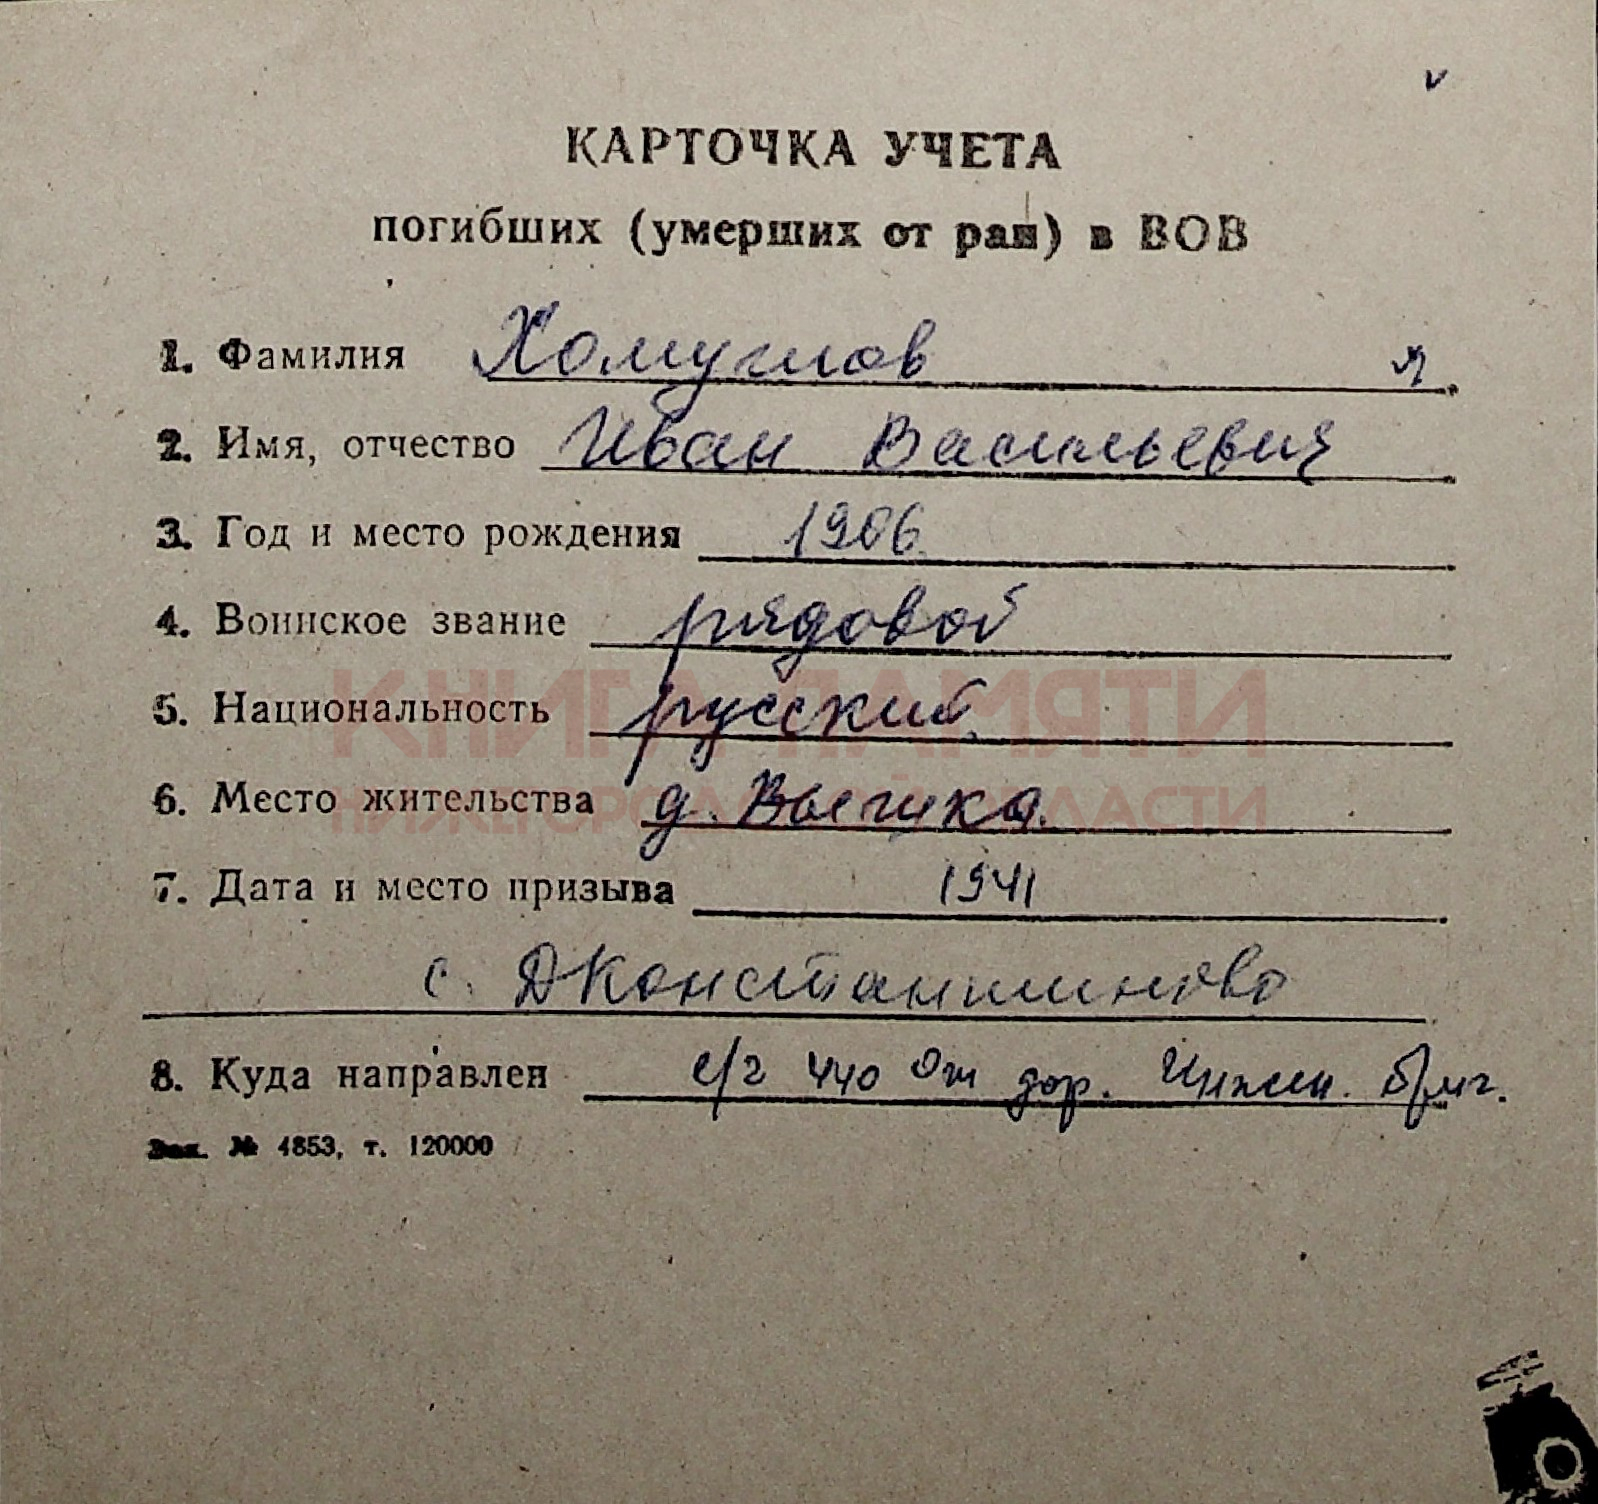 v
КАРТОЧКА УЧЕТА
погибших (умерших от ран) в ВОВ
1. Фамилия Хомутов
2. Имя, отчество Иван Васильевич
3. Год и место рождения 1906
4. Воинское звание рядовой
5. Национальность русский
КНИГА ПАМЯТИ
6. Место жительства д.
НИЖЕГОРОДСКОЙ ОБЛАСТИ
7. Дата и место призыва 1941
с. ДКонстантиново
8. Куда направлен 440 От дор. Инжен.
Зак. № 4853, т. 120000